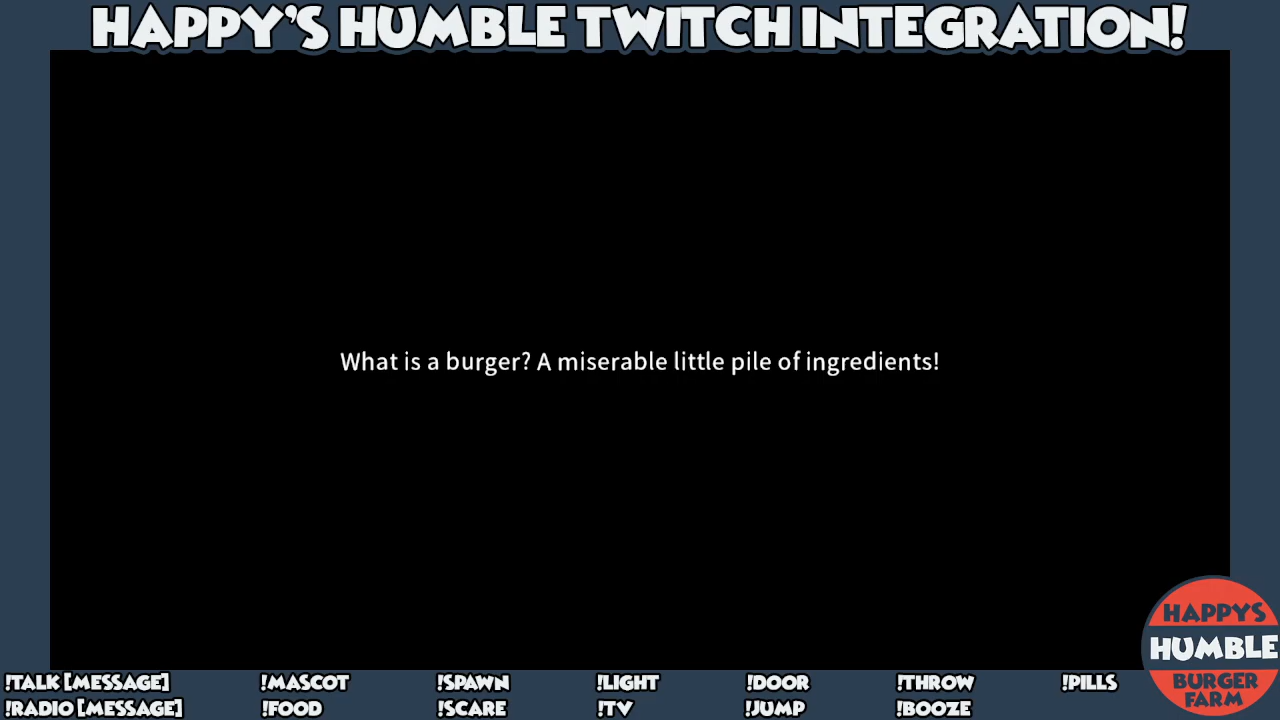 HAPPY'S HUMBLE TWITCH INTEGRATION!
What is a burger? A miserable little pile of ingredients!
HAPPYS
HUMBLE
BURGER
FARM
!TALK [MESSAGE] !MASCOT !SPAWN !LIGHT !DOOR !THROW !PILLS
!RADIO [MESSAGE] !FOOD !SCARE !TV !JUMP !BOOZE